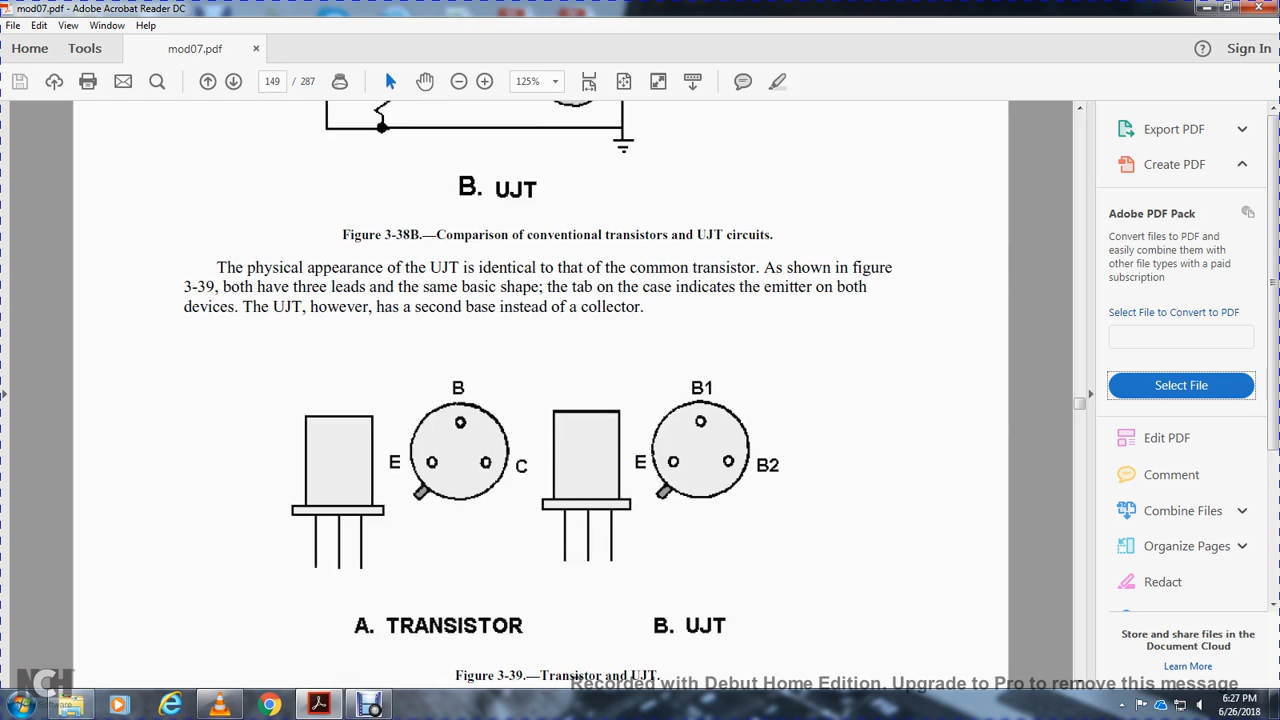 mod07.pdf - Adobe Acrobat Reader DC
File Edit View Window Help
Home Tools mod07.pdf × Sign In
149 / 287 125%
B. UJT
Figure 3-38B.—Comparison of conventional transistors and UJT circuits.
The physical appearance of the UJT is identical to that of the common transistor. As shown in figure
3-39, both have three leads and the same basic shape; the tab on the case indicates the emitter on both
devices. The UJT, however, has a second base instead of a collector.
B B1
E C E B2
A. TRANSISTOR B. UJT
Figure 3-39.—Transistor and UJT.
Export PDF
Create PDF
Adobe PDF Pack
Convert files to PDF and
easily combine them with
other file types with a paid
subscription
Select File to Convert to PDF
Select File
Edit PDF
Comment
Combine Files
Organize Pages
Redact
Store and share files in the
Document Cloud
Learn More
NCH
Software
Recorded with Debut Home Edition. Upgrade to Pro to remove this message
6:27 PM
6/26/2018